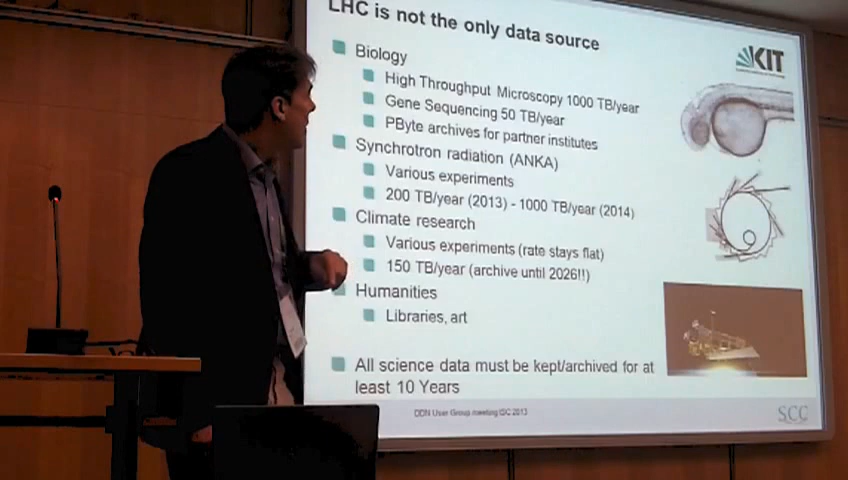 LHC is not the only data source
KIT
Biology
High Throughput Microscopy 1000 TB/year
Gene Sequencing 50 TB/year
PByte archives for partner institutes
Synchrotron radiation (ANKA)
Various experiments
200 TB/year (2013) - 1000 TB/year (2014)
Climate research
Various experiments (rate stays flat)
150 TB/year (archive until 2026!!)
Humanities
Libraries, art
All science data must be kept/archived for at
least 10 Years
DDN User Group meeting ISC 2013
SCC